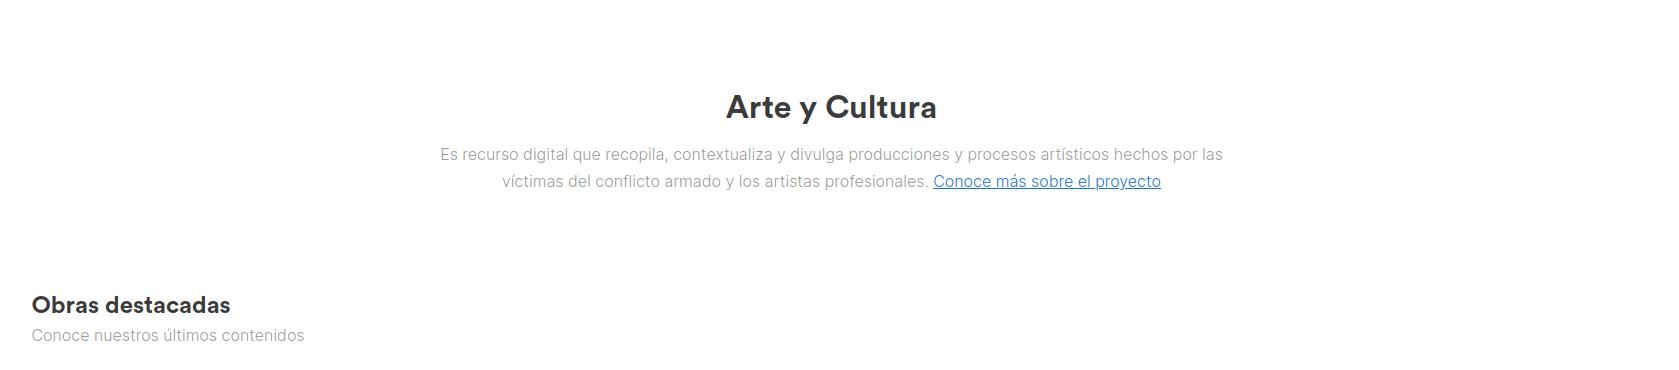 Arte y Cultura
Es recurso digital que recopila, contextualiza y divulga producciones y procesos artísticos hechos por las
víctimas del conflicto armado y los artistas profesionales. Conoce más sobre el proyecto
Obras destacadas
Conoce nuestros últimos contenidos